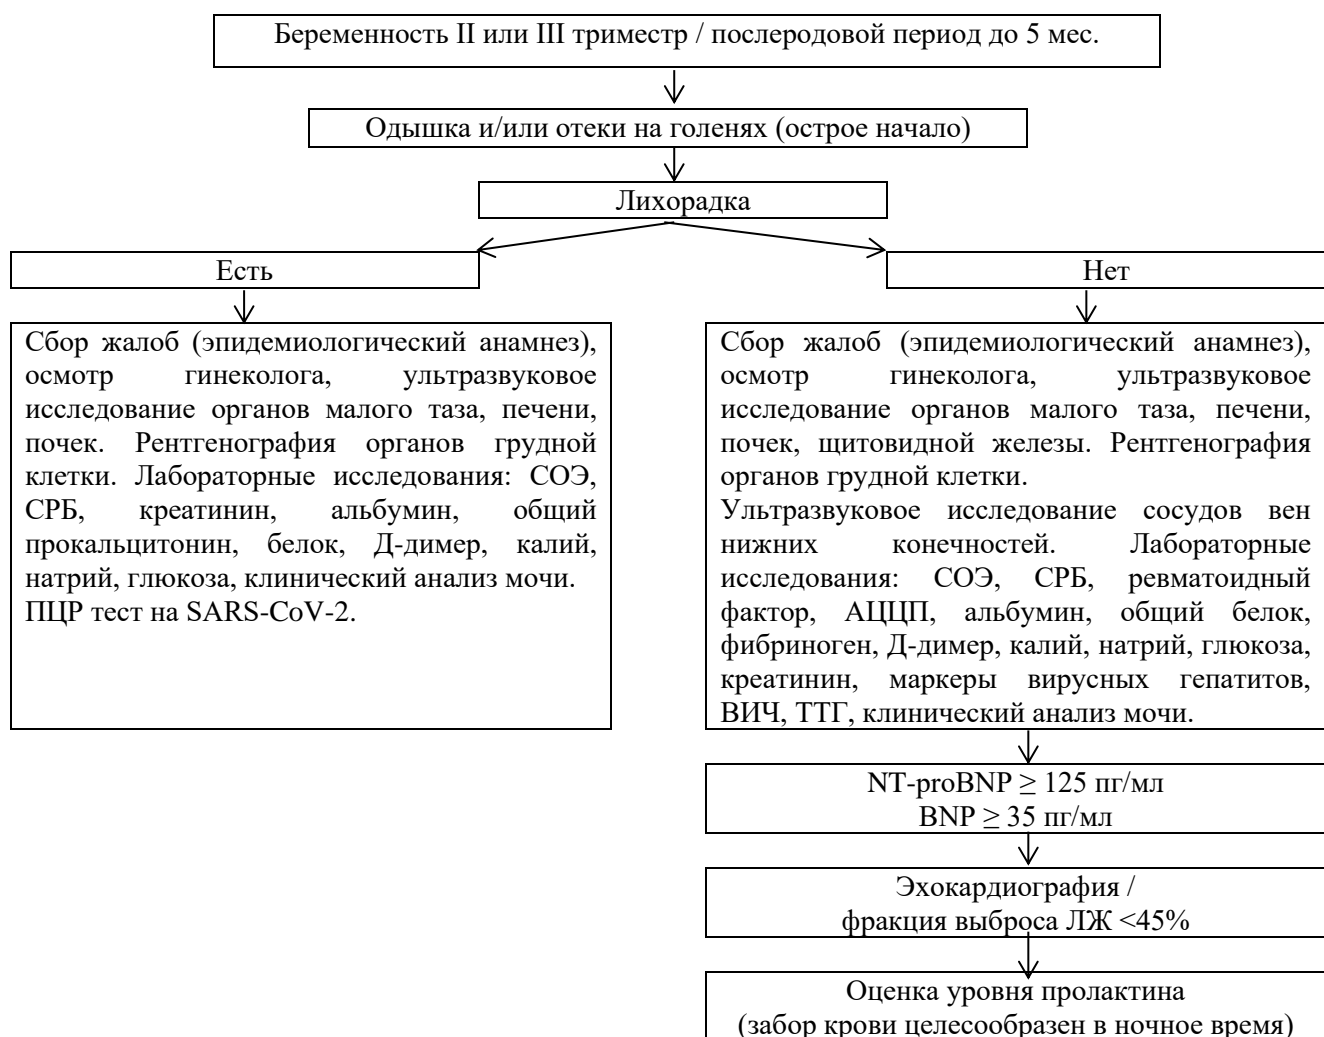 Беременность II или III триместр / послеродовой период до 5 мес.
Одышка и/или отеки на голенях (острое начало)
Лихорадка
Есть
Нет
Сбор жалоб (эпидемиологический анамнез),
осмотр гинеколога, ультразвуковое
исследование органов малого таза, печени,
почек. Рентгенография органов грудной
клетки. Лабораторные исследования: СОЭ,
СРБ, креатинин, альбумин, общий
прокальцитонин, белок, Д-димер, калий,
натрий, глюкоза, клинический анализ мочи.
ПЦР тест на SARS-CoV-2.
Сбор жалоб (эпидемиологический анамнез),
осмотр гинеколога, ультразвуковое
исследование органов малого таза, печени,
почек, щитовидной железы. Рентгенография
органов грудной клетки.
Ультразвуковое исследование сосудов вен
нижних конечностей. Лабораторные
исследования: СОЭ, СРБ, ревматоидный
фактор, АЦЦП, альбумин, общий белок,
фибриноген, Д-димер, калий, натрий, глюкоза,
креатинин, маркеры вирусных гепатитов,
ВИЧ, ТТГ, клинический анализ мочи.
NT-proBNP ≥ 125 пг/мл
BNP ≥ 35 пг/мл
Эхокардиография /
фракция выброса ЛЖ <45%
Оценка уровня пролактина
(забор крови целесообразен в ночное время)